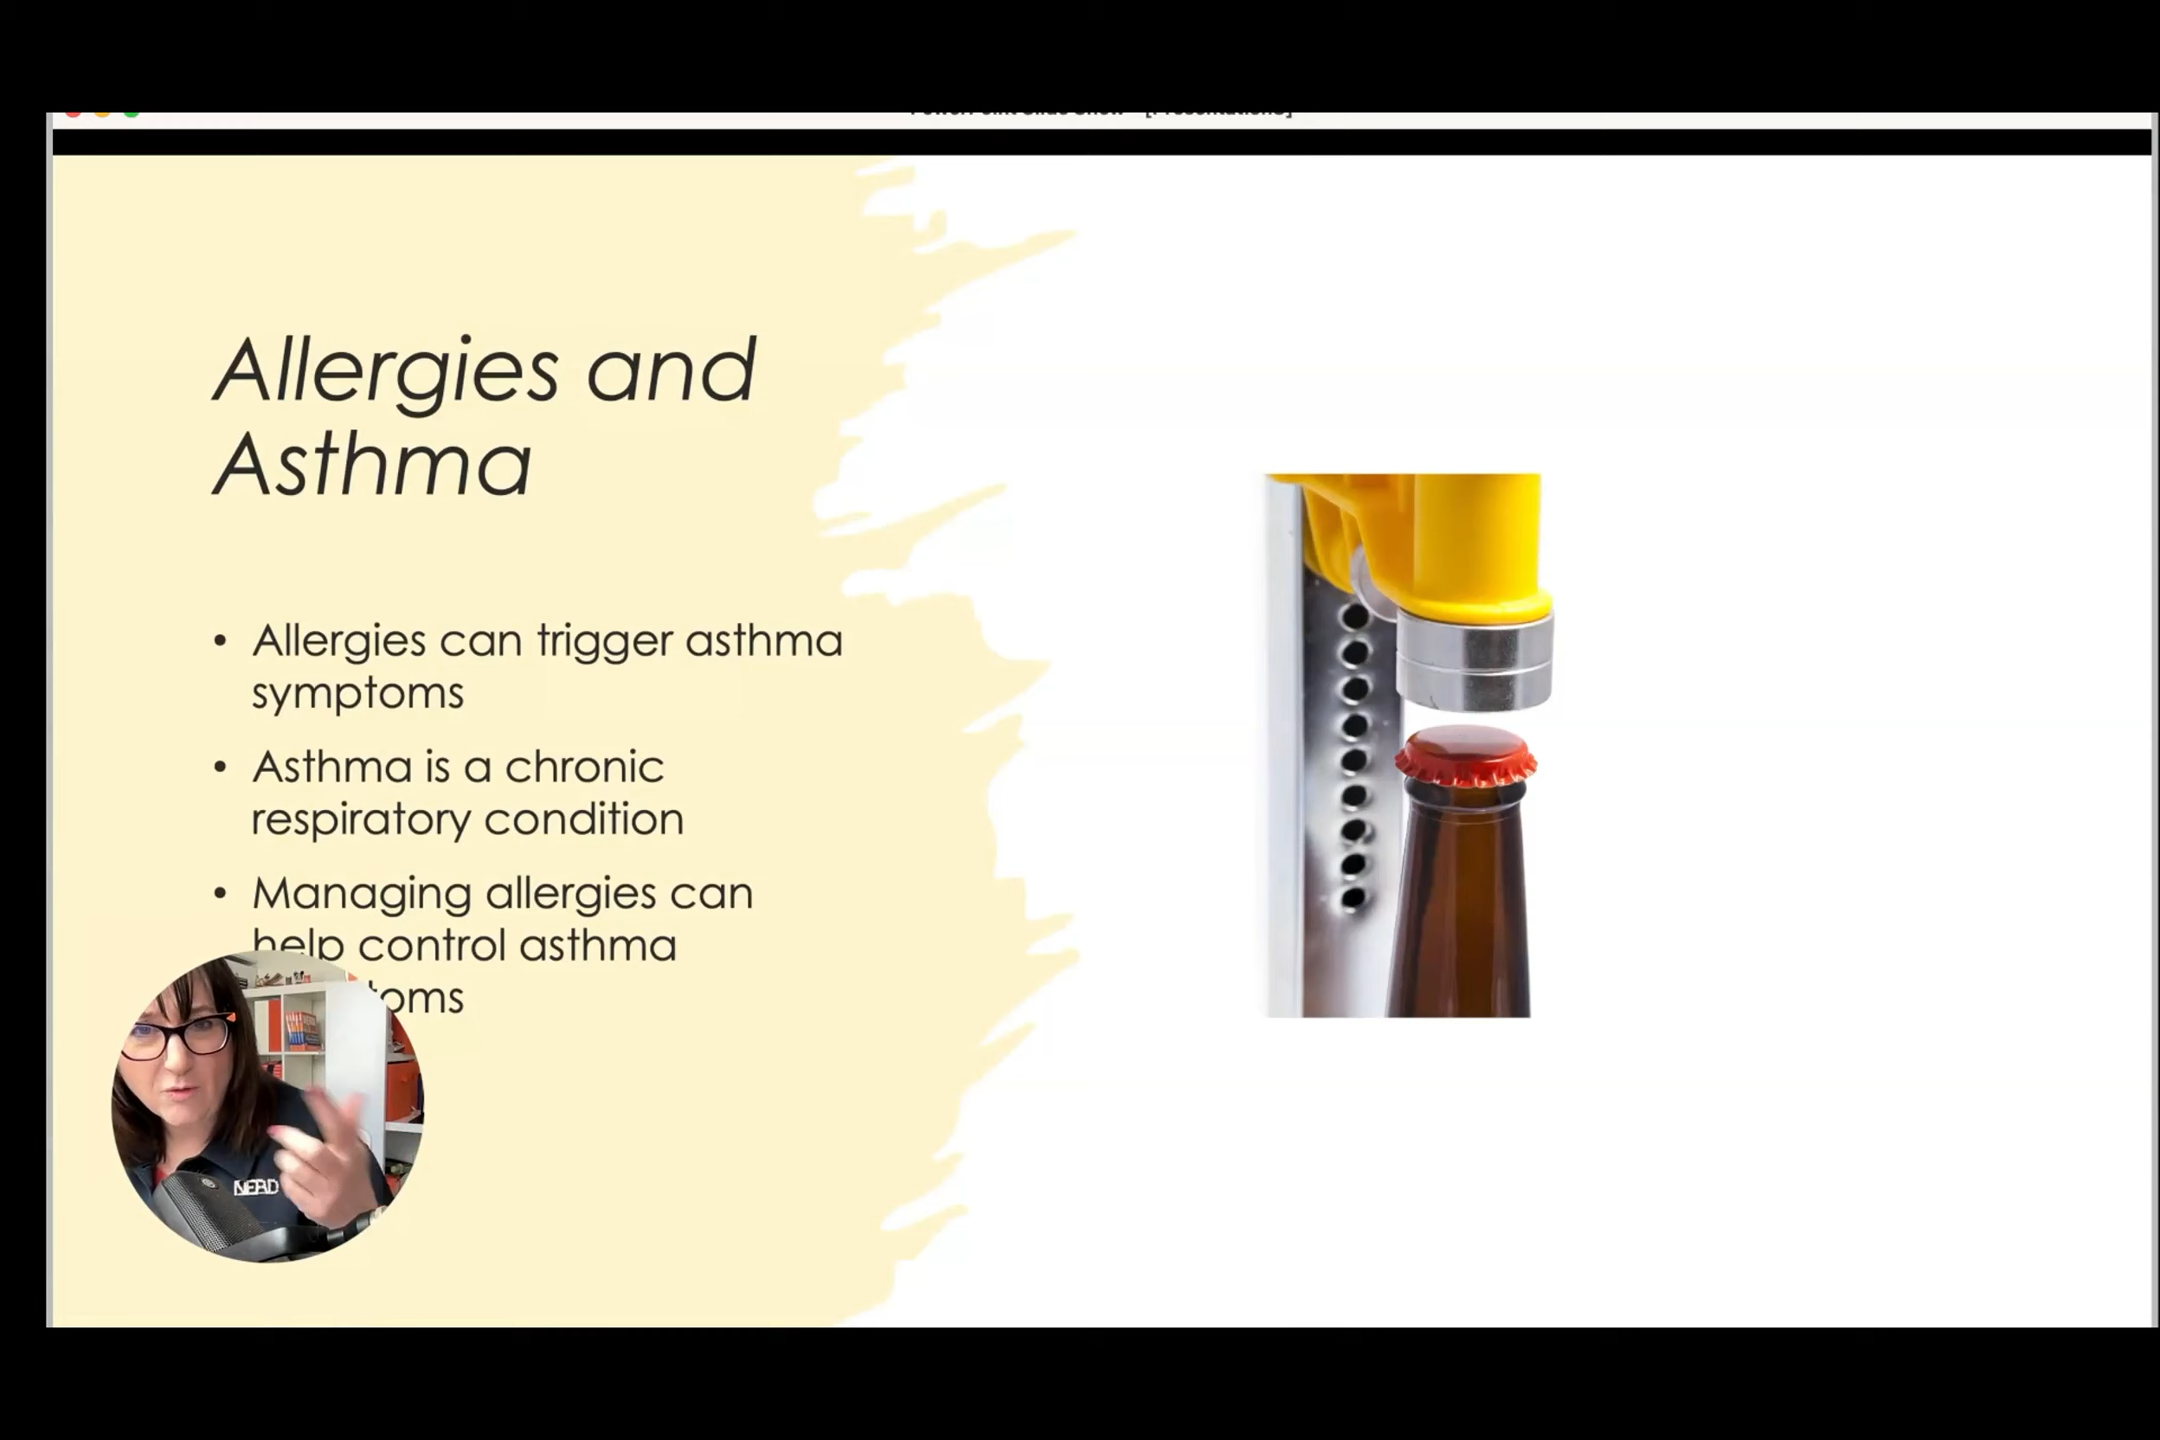 Allergies and
Asthma
• Allergies can trigger asthma
symptoms
• Asthma is a chronic
respiratory condition
• Managing allergies can
help control asthma
toms
NERD